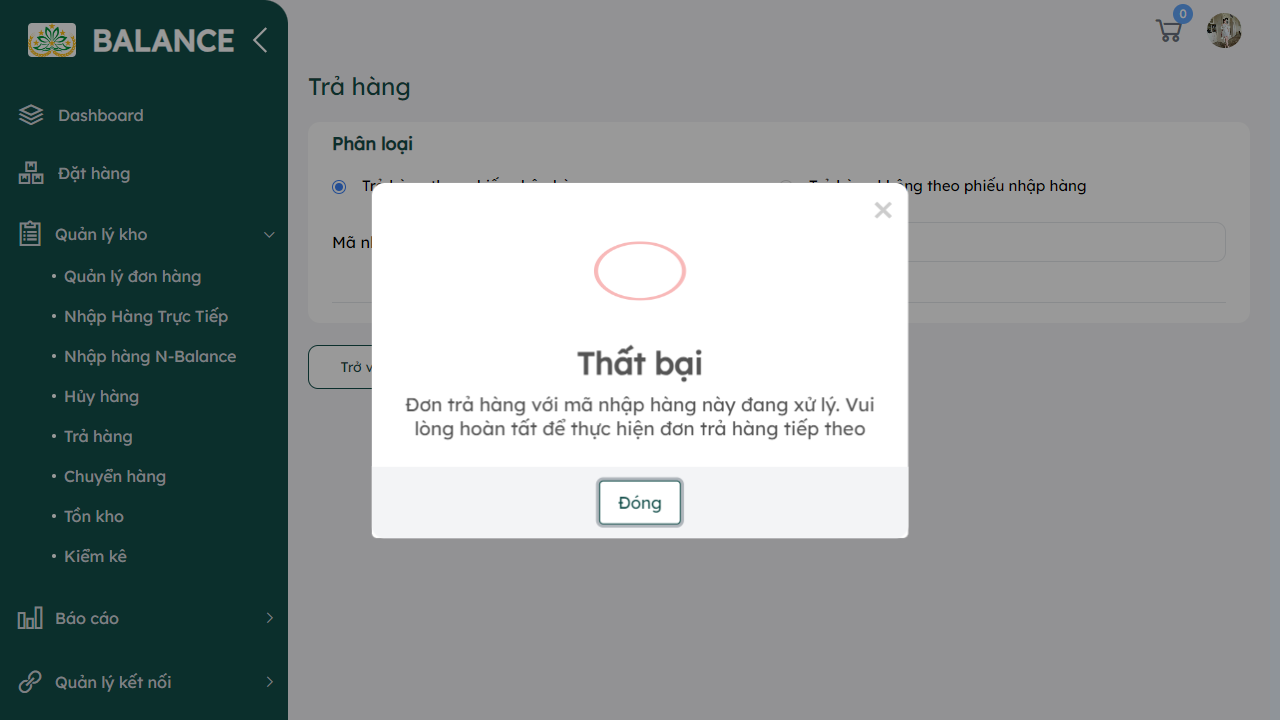 BALANCE
0
Dashboard
Đặt hàng
Quản lý kho
Quản lý đơn hàng
Nhập Hàng Trực Tiếp
Nhập hàng N-Balance
Hủy hàng
Trả hàng
Chuyển hàng
Tồn kho
Kiểm kê
Báo cáo
Quản lý kết nối
Trả hàng
Phân loại
theo phiếu nhập hàng
Mã
Trở
×
Thất bại
Đơn trả hàng với mã nhập hàng này đang xử lý. Vui
lòng hoàn tất để thực hiện đơn trả hàng tiếp theo
Đóng